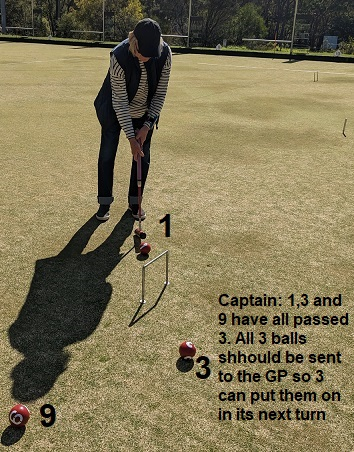 1
Captain: 1,3 and
9 have all passed
3. All 3 balls
shhould be sent
to the GP so 3
can put them on
in its next turn
3
9